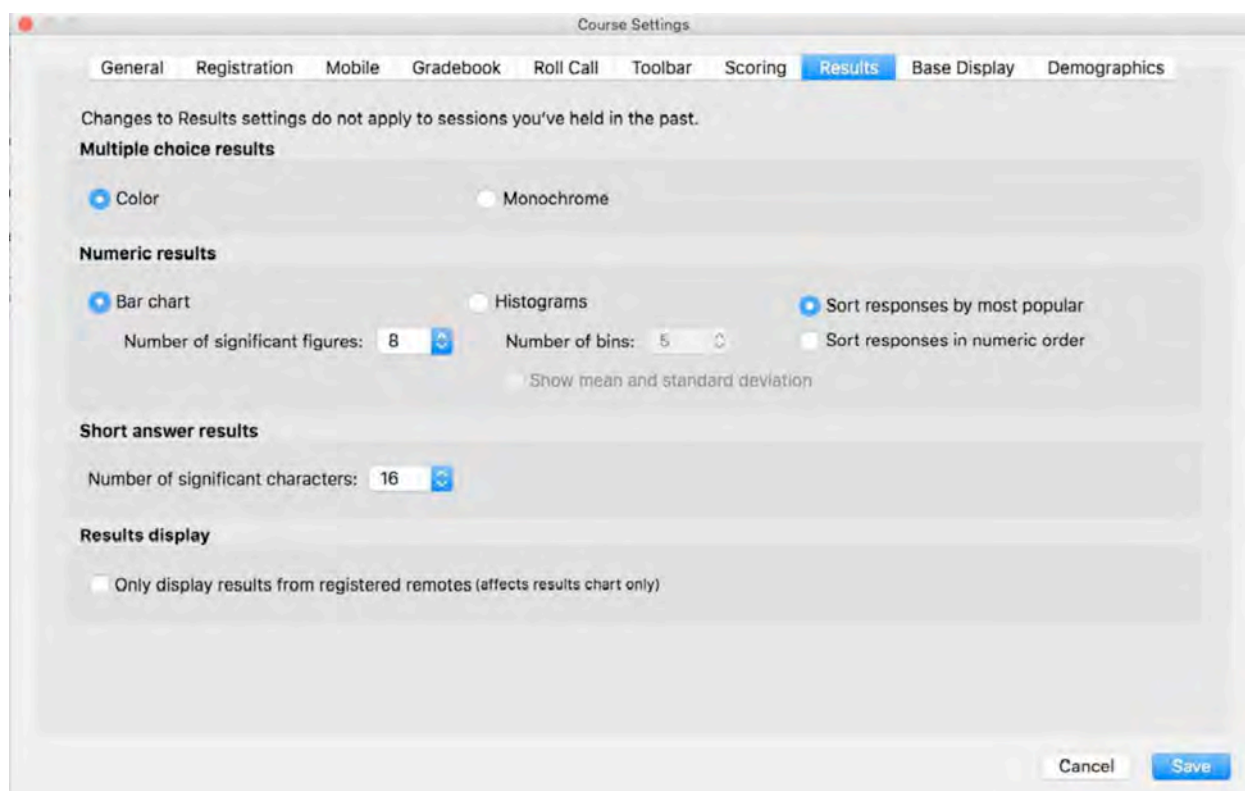 Course Settings
General Registration Mobile Gradebook Roll Call Toolbar Scoring Results Base Display Demographics
Changes to Results settings do not apply to sessions you've held in the past.
Multiple choice results
Color Monochrome
Numeric results
Bar chart Histograms Sort responses by most popular
Number of significant figures: 8 Number of bins: 5 Sort responses in numeric order
Show mean and standard deviation
Short answer results
Number of significant characters: 16
Results display
Only display results from registered remotes (affects results chart only)
Cancel Save